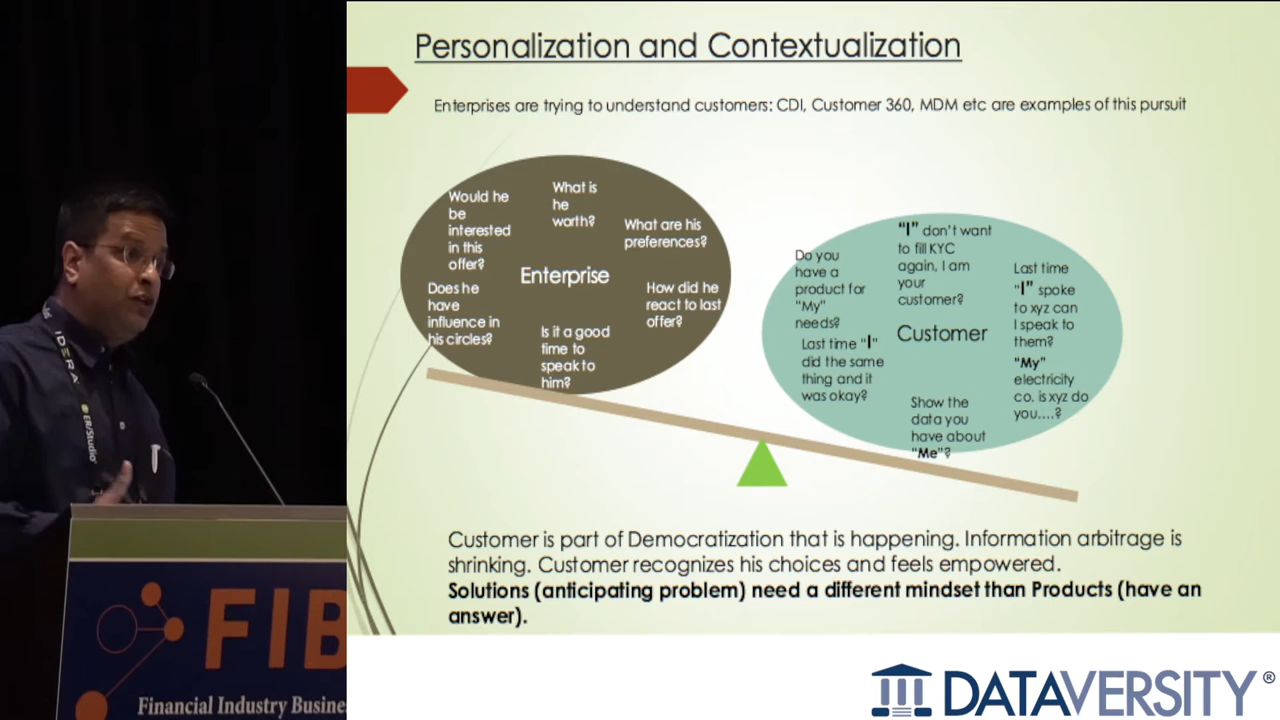 Personalization and Contextualization
Enterprises are trying to understand customers: CDI, Customer 360, MDM etc are examples of this pursuit
Would he
be
interested
in this
offer?
What is
he
worth?
What are his
preferences?
Enterprise
Does he
have
influence in
his circles?
How did he
react to last
offer?
Is it a good
time to
speak to
him?
"I" don't want
to fill KYC
again, I am
your
customer?
Do you
have a
product for
"My"
needs?
Last time
"I" spoke
to xyz can
I speak to
them?
Customer
Last time "I"
did the same
thing and it
was okay?
"My"
electricity
co. is xyz do
you....?
Show the
data you
have about
"Me"?
Customer is part of Democratization that is happening. Information arbitrage is
shrinking. Customer recognizes his choices and feels empowered.
Solutions (anticipating problem) need a different mindset than Products (have an
answer).
IDERA
ER/Studio
FIB
Financial Industry Busine
DATAVERSITY®